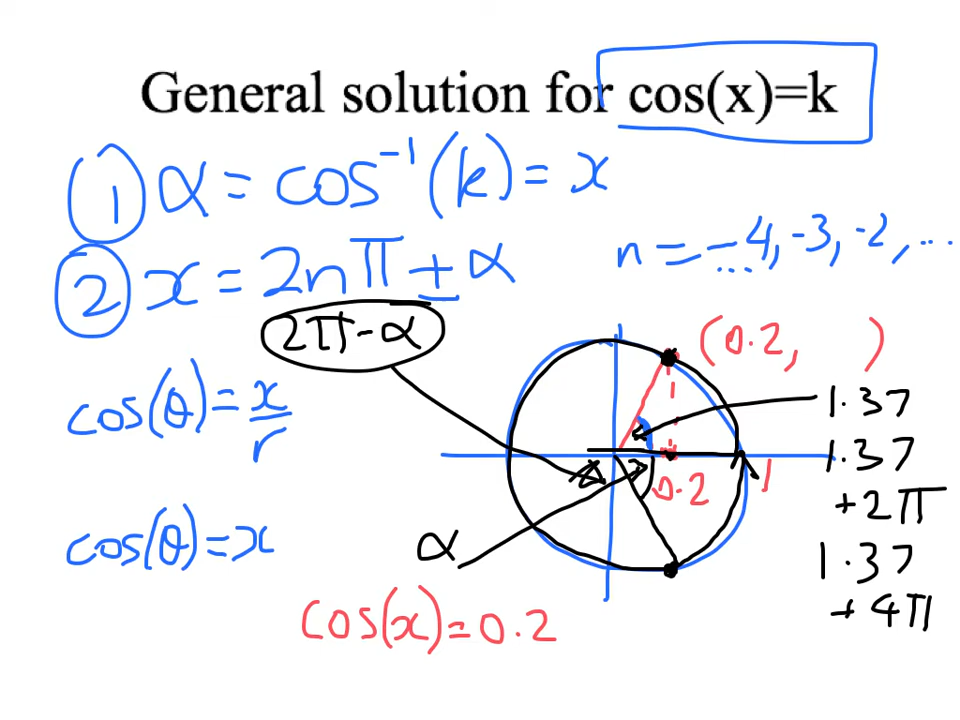 General solution for cos(x)=k
① α = cos⁻¹(k) = x
n = ... -4, -3, -2, ...
② x = 2nπ ± α
2π-α
(0.2, )
cos(θ) = x/r
1.37
1.37
+2π
0.2
1
cos(θ) = x
α
1.37
+4π
cos(x) = 0.2